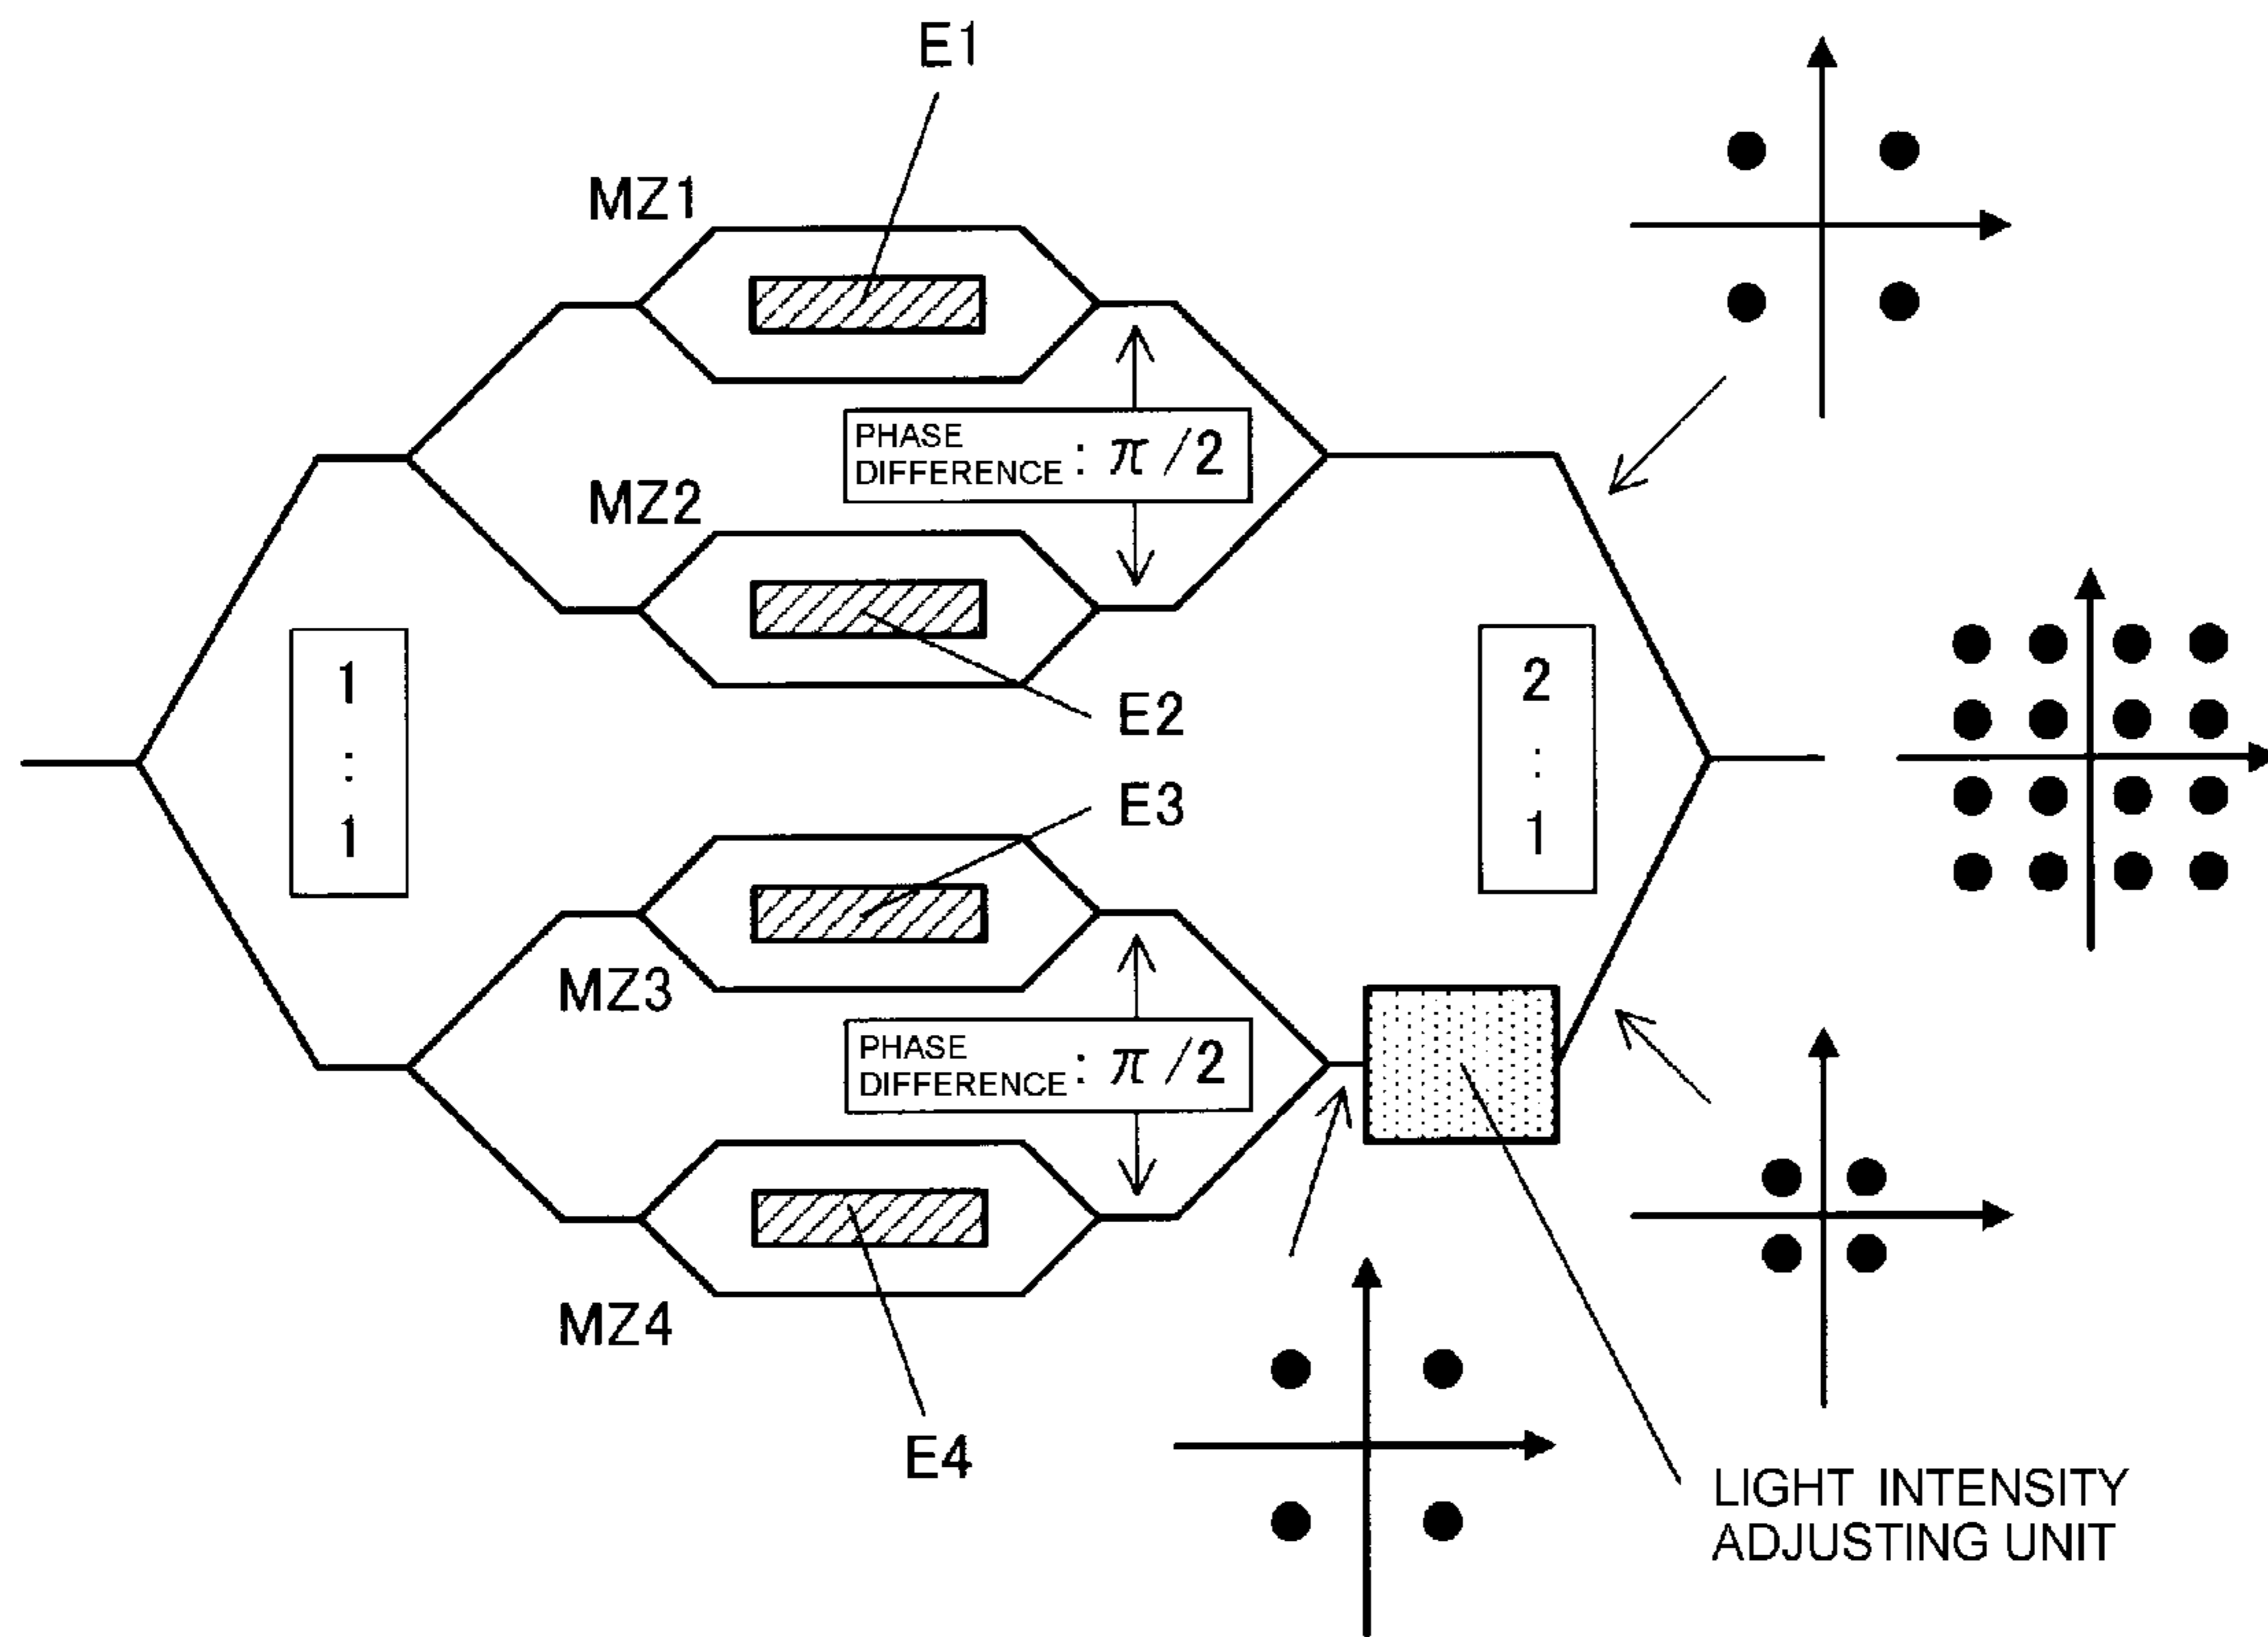 E1
MZ1
PHASE
DIFFERENCE : π/2
MZ2
1
:
1
2
:
1
E2
E3
MZ3
PHASE
DIFFERENCE : π/2
MZ4
E4
LIGHT INTENSITY
ADJUSTING UNIT